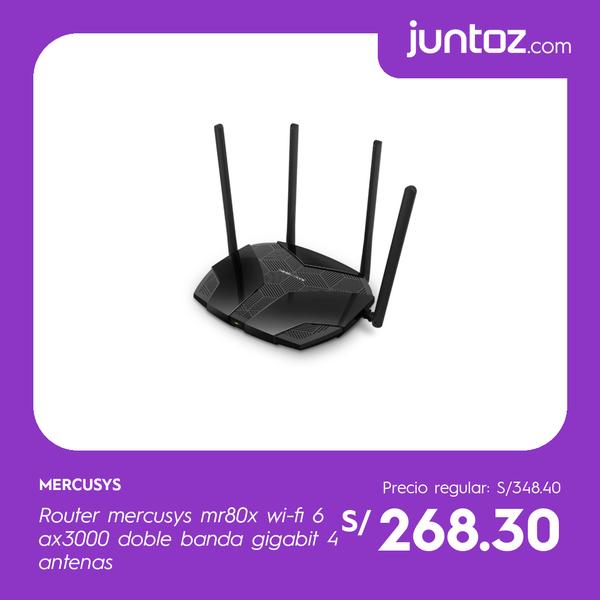 juntoz.com
MERCUSYS
Precio regular: S/348.40
Router mercusys mr80x wi-fi 6
ax3000 doble banda gigabit 4
antenas
S/ 268.30